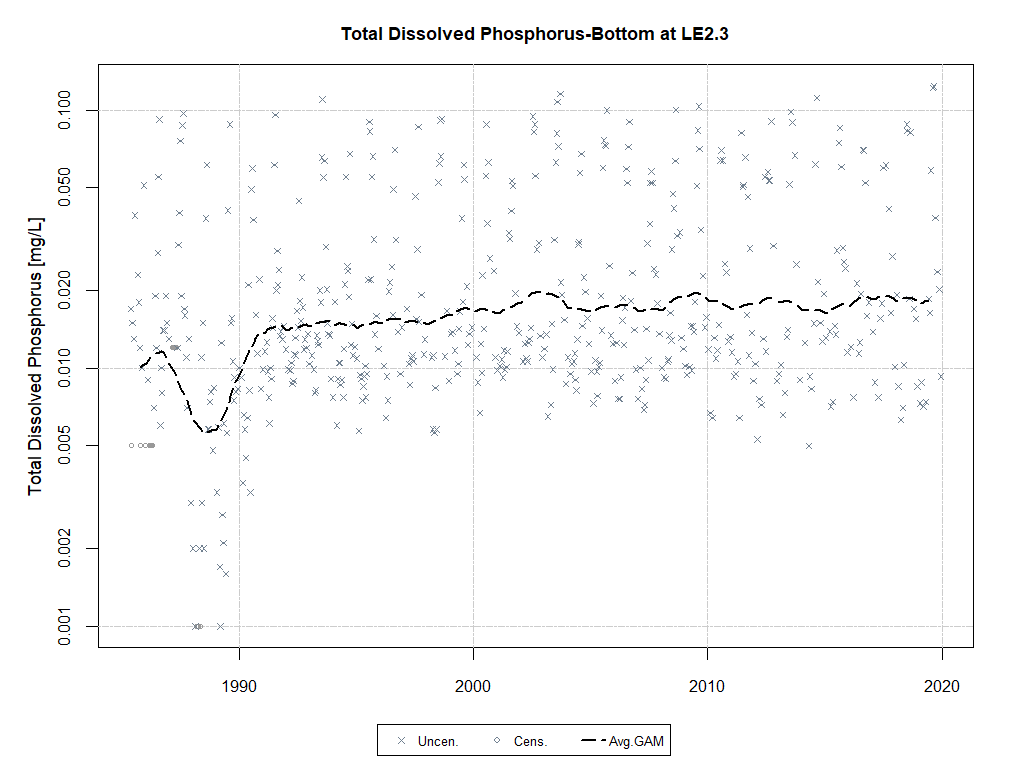 Total Dissolved Phosphorus-Bottom at LE2.3
Total Dissolved Phosphorus [mg/L]
0.100
0.050
0.020
0.010
0.005
0.002
0.001
1990 2000 2010 2020
Uncen. Cens. Avg.GAM